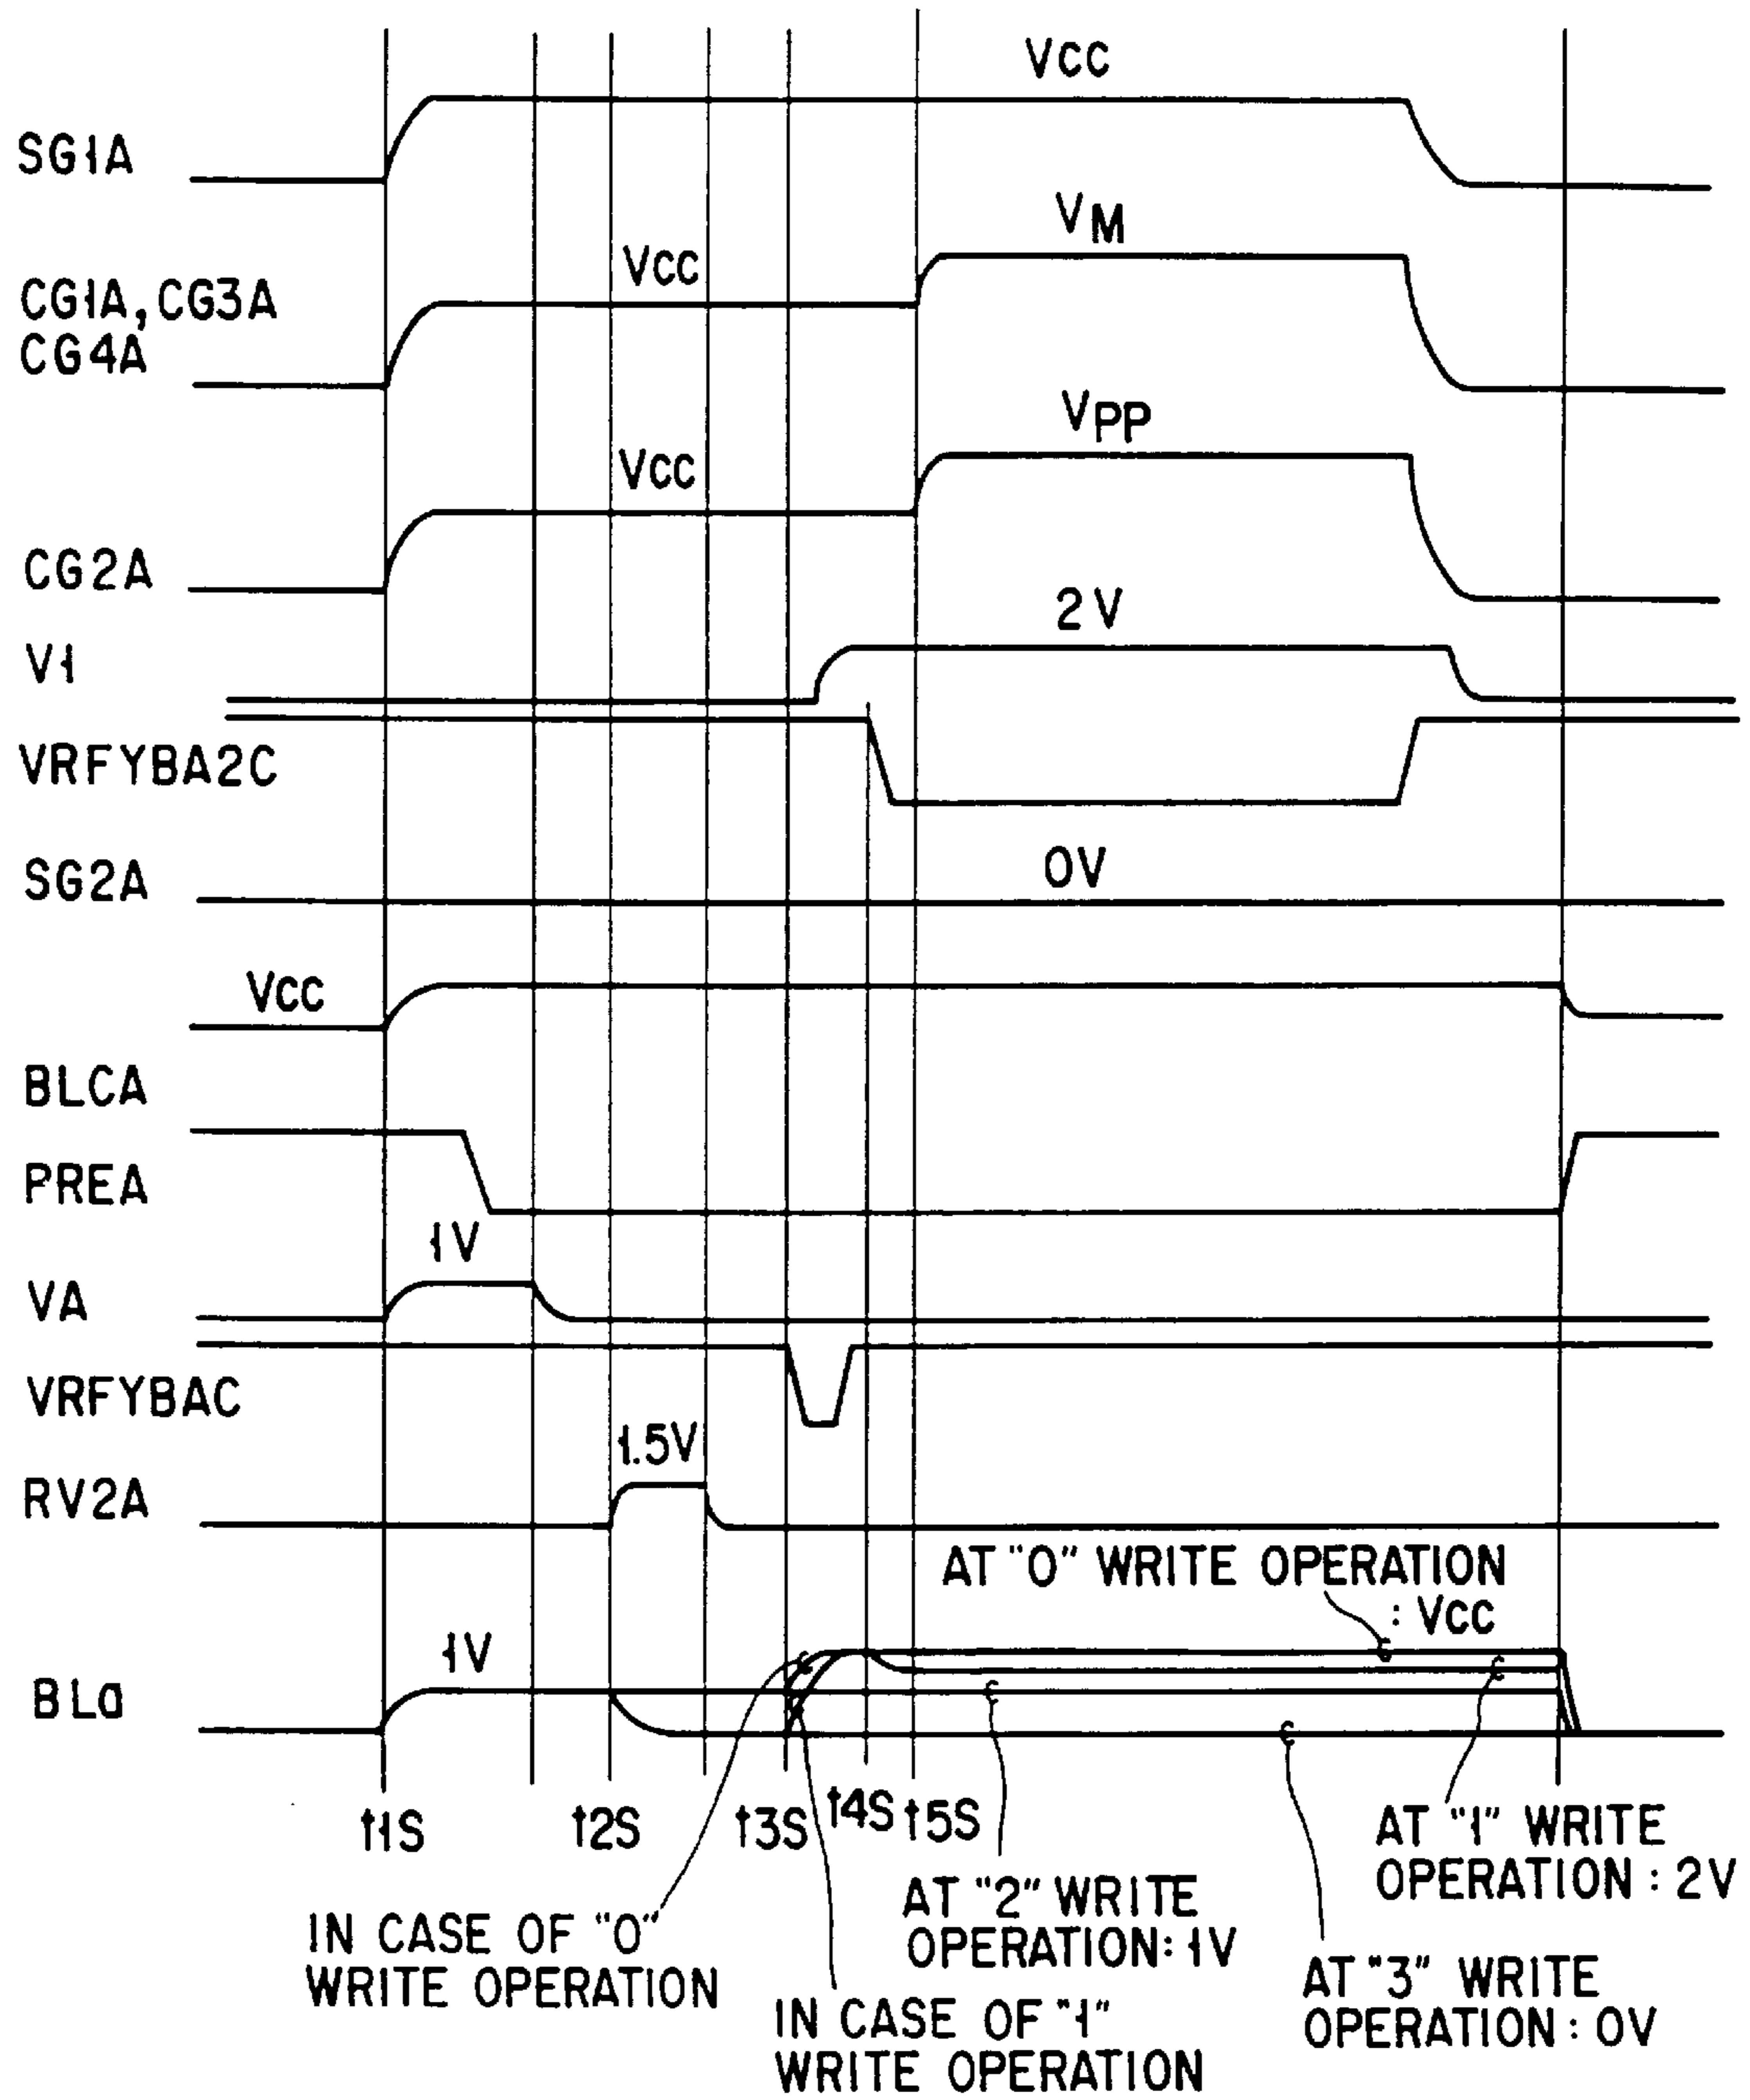 VCC
SG1A
VM
VCC
CG1A, CG3A
CG4A
VPP
VCC
CG2A
2V
V1
VRFYBA2C
0V
SG2A
VCC
BLCA
PREA
1V
VA
VRFYBAC
1.5V
RV2A
AT "0" WRITE OPERATION
: VCC
1V
BLa
t1S t2S t3S t4S t5S
AT "1" WRITE
OPERATION : 2V
AT "2" WRITE
OPERATION: 1V
IN CASE OF "0"
WRITE OPERATION
AT "3" WRITE
OPERATION : 0V
IN CASE OF "1"
WRITE OPERATION